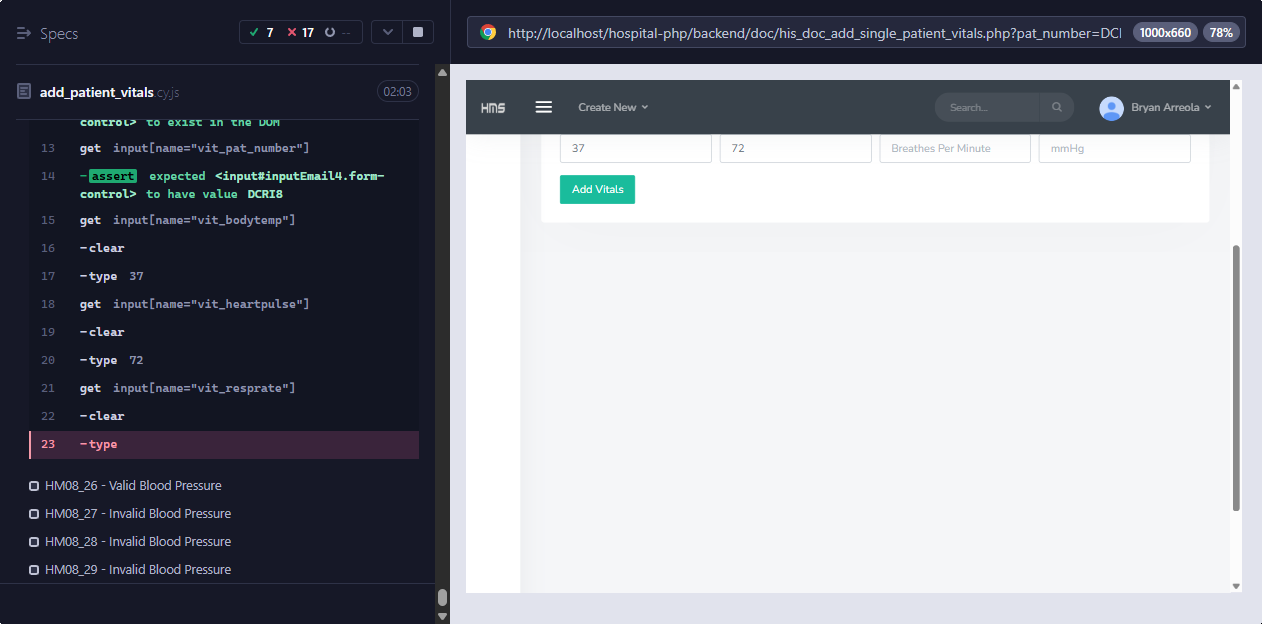 Specs
7 17 --
http://localhost/hospital-php/backend/doc/his_doc_add_single_patient_vitals.php?pat_number=DCI
1000x660
78%
add_patient_vitals.cy.js
02:03
HMS
Create New
Search...
Bryan Arreola
control> to exist in the DOM
13 get input[name="vit_pat_number"]
14 -assert expected <input#inputEmail4.form-
control> to have value DCRI8
15 get input[name="vit_bodytemp"]
16 -clear
17 -type 37
18 get input[name="vit_heartpulse"]
19 -clear
20 -type 72
21 get input[name="vit_resprate"]
22 -clear
23 -type
HM08_26 - Valid Blood Pressure
HM08_27 - Invalid Blood Pressure
HM08_28 - Invalid Blood Pressure
HM08_29 - Invalid Blood Pressure
37
72
Breathes Per Minute
mmHg
Add Vitals